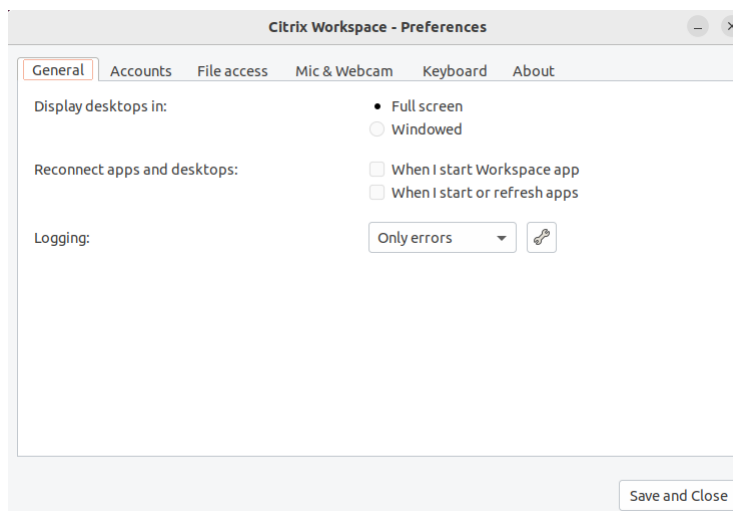 Citrix Workspace - Preferences
General Accounts File access Mic & Webcam Keyboard About
Display desktops in: Full screen
Windowed
Reconnect apps and desktops: When I start Workspace app
When I start or refresh apps
Logging: Only errors
Save and Close